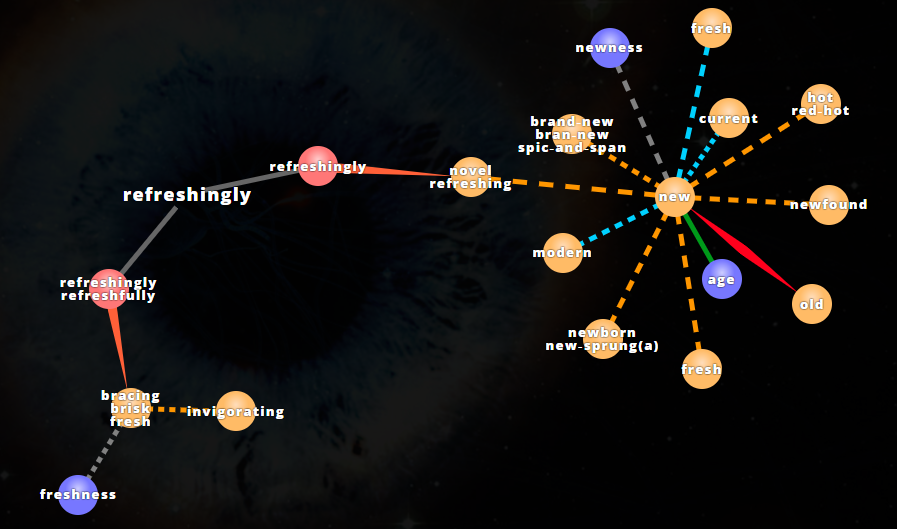 fresh
newness
hot
red-hot
current
brand-new
bran-new
spic-and-span
refreshingly
novel
refreshing
refreshingly
new
newfound
modern
age
refreshingly
refreshfully
old
newborn
new-sprung(a)
fresh
bracing
brisk
fresh
invigorating
freshness